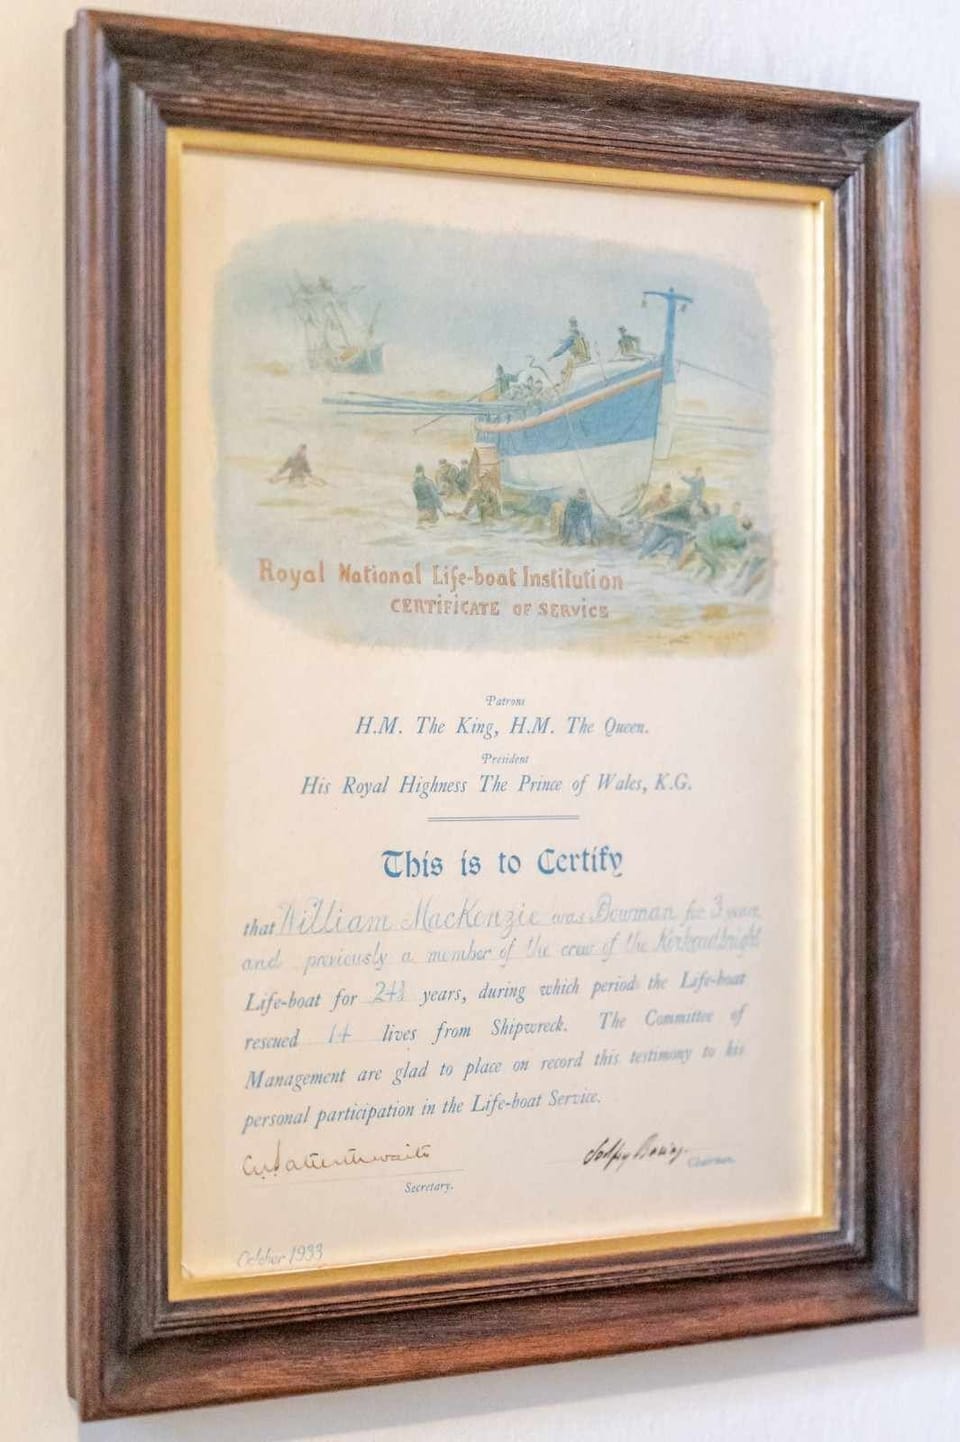 Royal National Life-boat Institution
CERTIFICATE OF SERVICE
Patrons
H.M. The King, H.M. The Queen.
President
His Royal Highness The Prince of Wales, K.G.
This is to Certify
that William MacKenzie was Bowman for 3 years
and previously a member of the crew of the Kirkcudbright
Life-boat for years, during which period the Life-boat
rescued 14 lives from Shipwreck. The Committee of
Management are glad to place on record this testimony to his
personal participation in the Life-boat Service.
Satterthwaite
Secretary.
Chairman.
October 1933